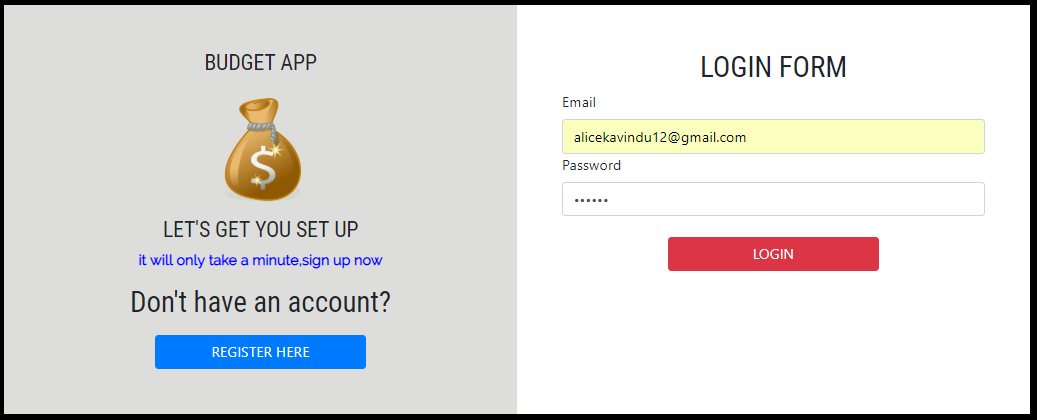 BUDGET APP
$
LET'S GET YOU SET UP
it will only take a minute,sign up now
Don't have an account?
REGISTER HERE
LOGIN FORM
Email
alicekavindu12@gmail.com
Password
••••••
LOGIN